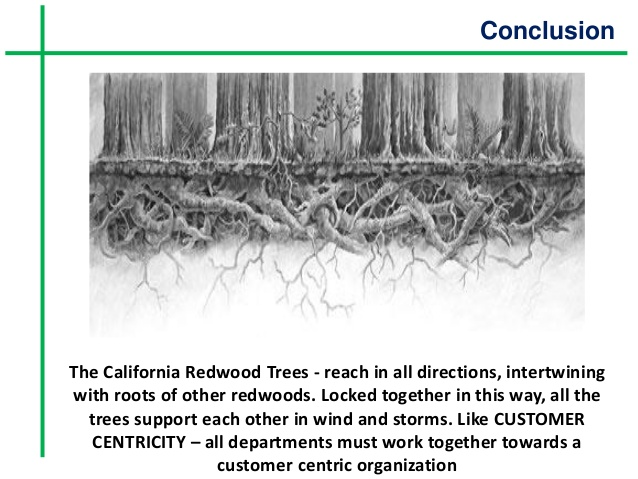 Conclusion
The California Redwood Trees - reach in all directions, intertwining
with roots of other redwoods. Locked together in this way, all the
trees support each other in wind and storms. Like CUSTOMER
CENTRICITY – all departments must work together towards a
customer centric organization